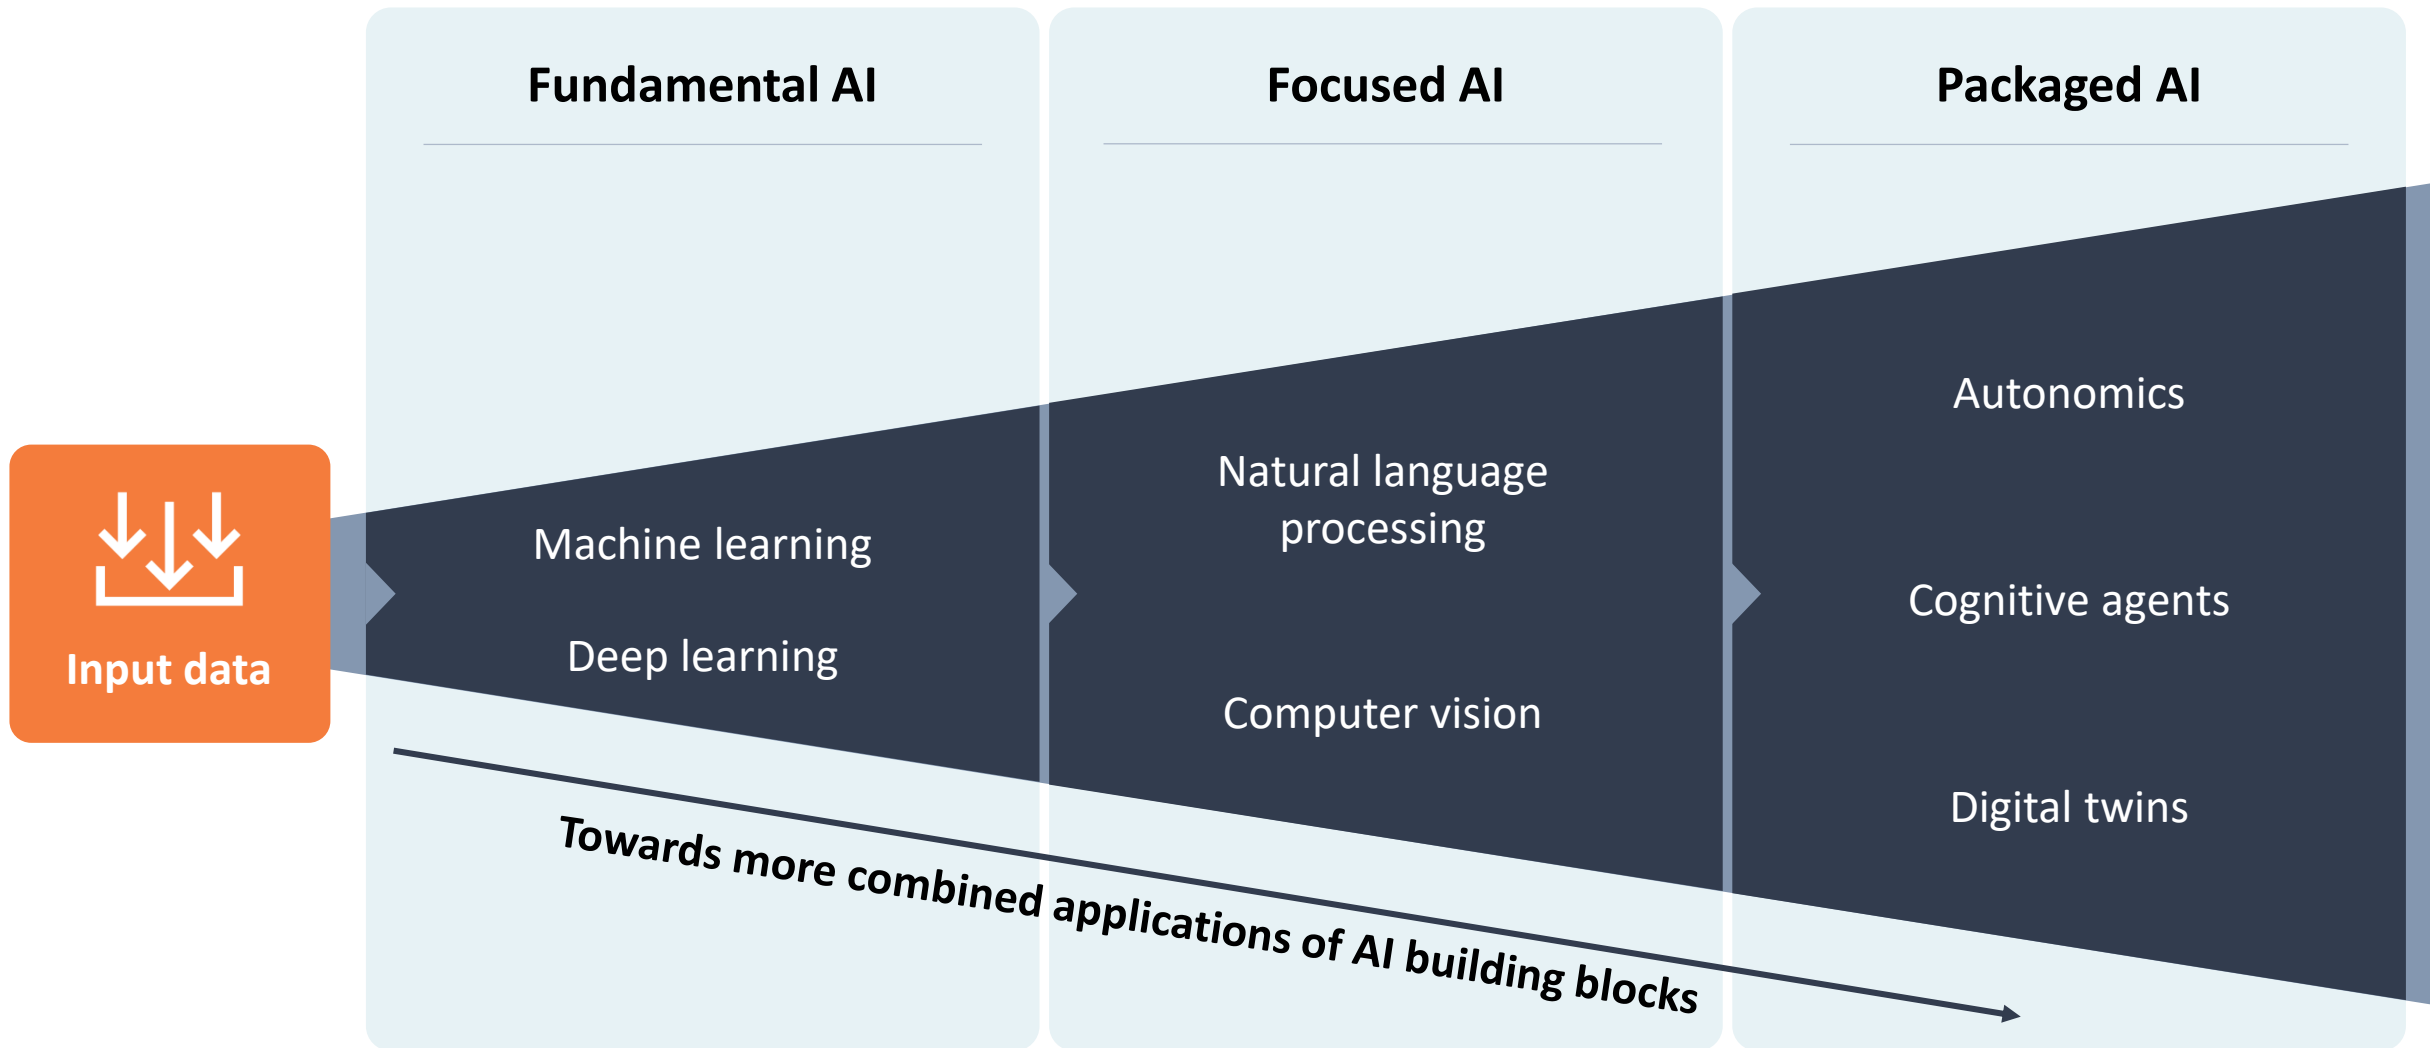 Fundamental AI
Focused AI
Packaged AI
Input data
Machine learning
Deep learning
Natural language
processing
Computer vision
Autonomics
Cognitive agents
Digital twins
Towards more combined applications of AI building blocks